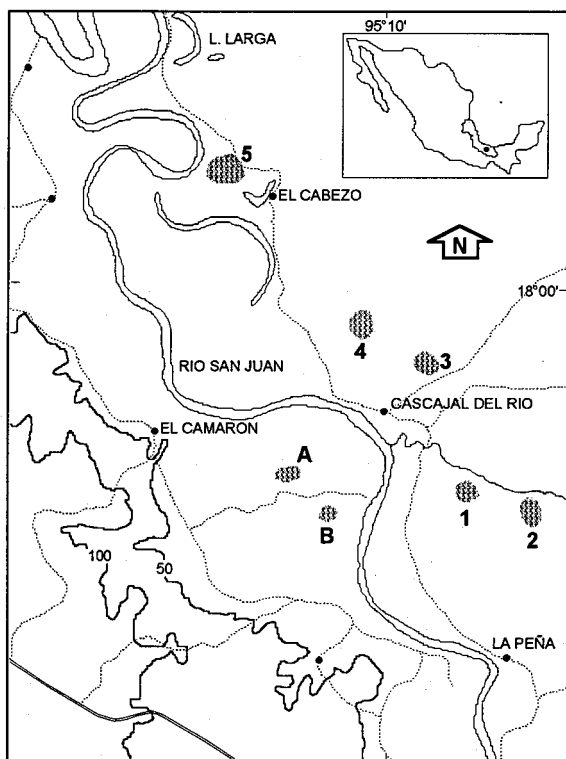 95°10'
L. LARGA
5
EL CABEZO
N
18°00'
4
3
RIO SAN JUAN
CASCAJAL DEL RIO
EL CAMARON
A
1
B
2
100
50
LA PEÑA